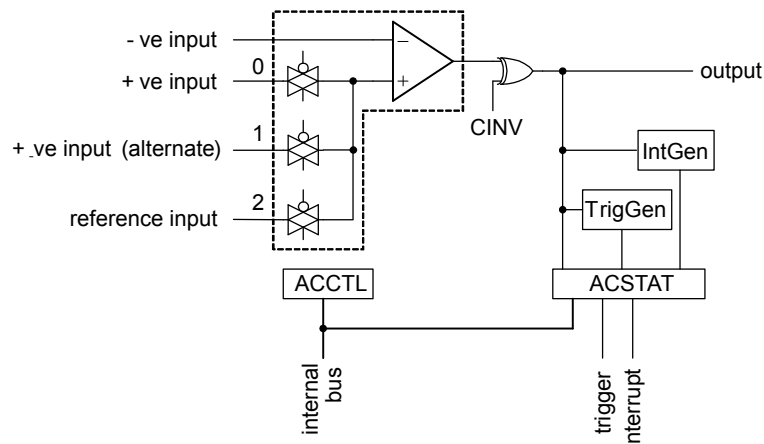 - ve input
−
0
+ ve input
+
output
CINV
1
+ -ve input (alternate)
IntGen
2
reference input
TrigGen
ACCTL
ACSTAT
internal
bus
trigger
interrupt